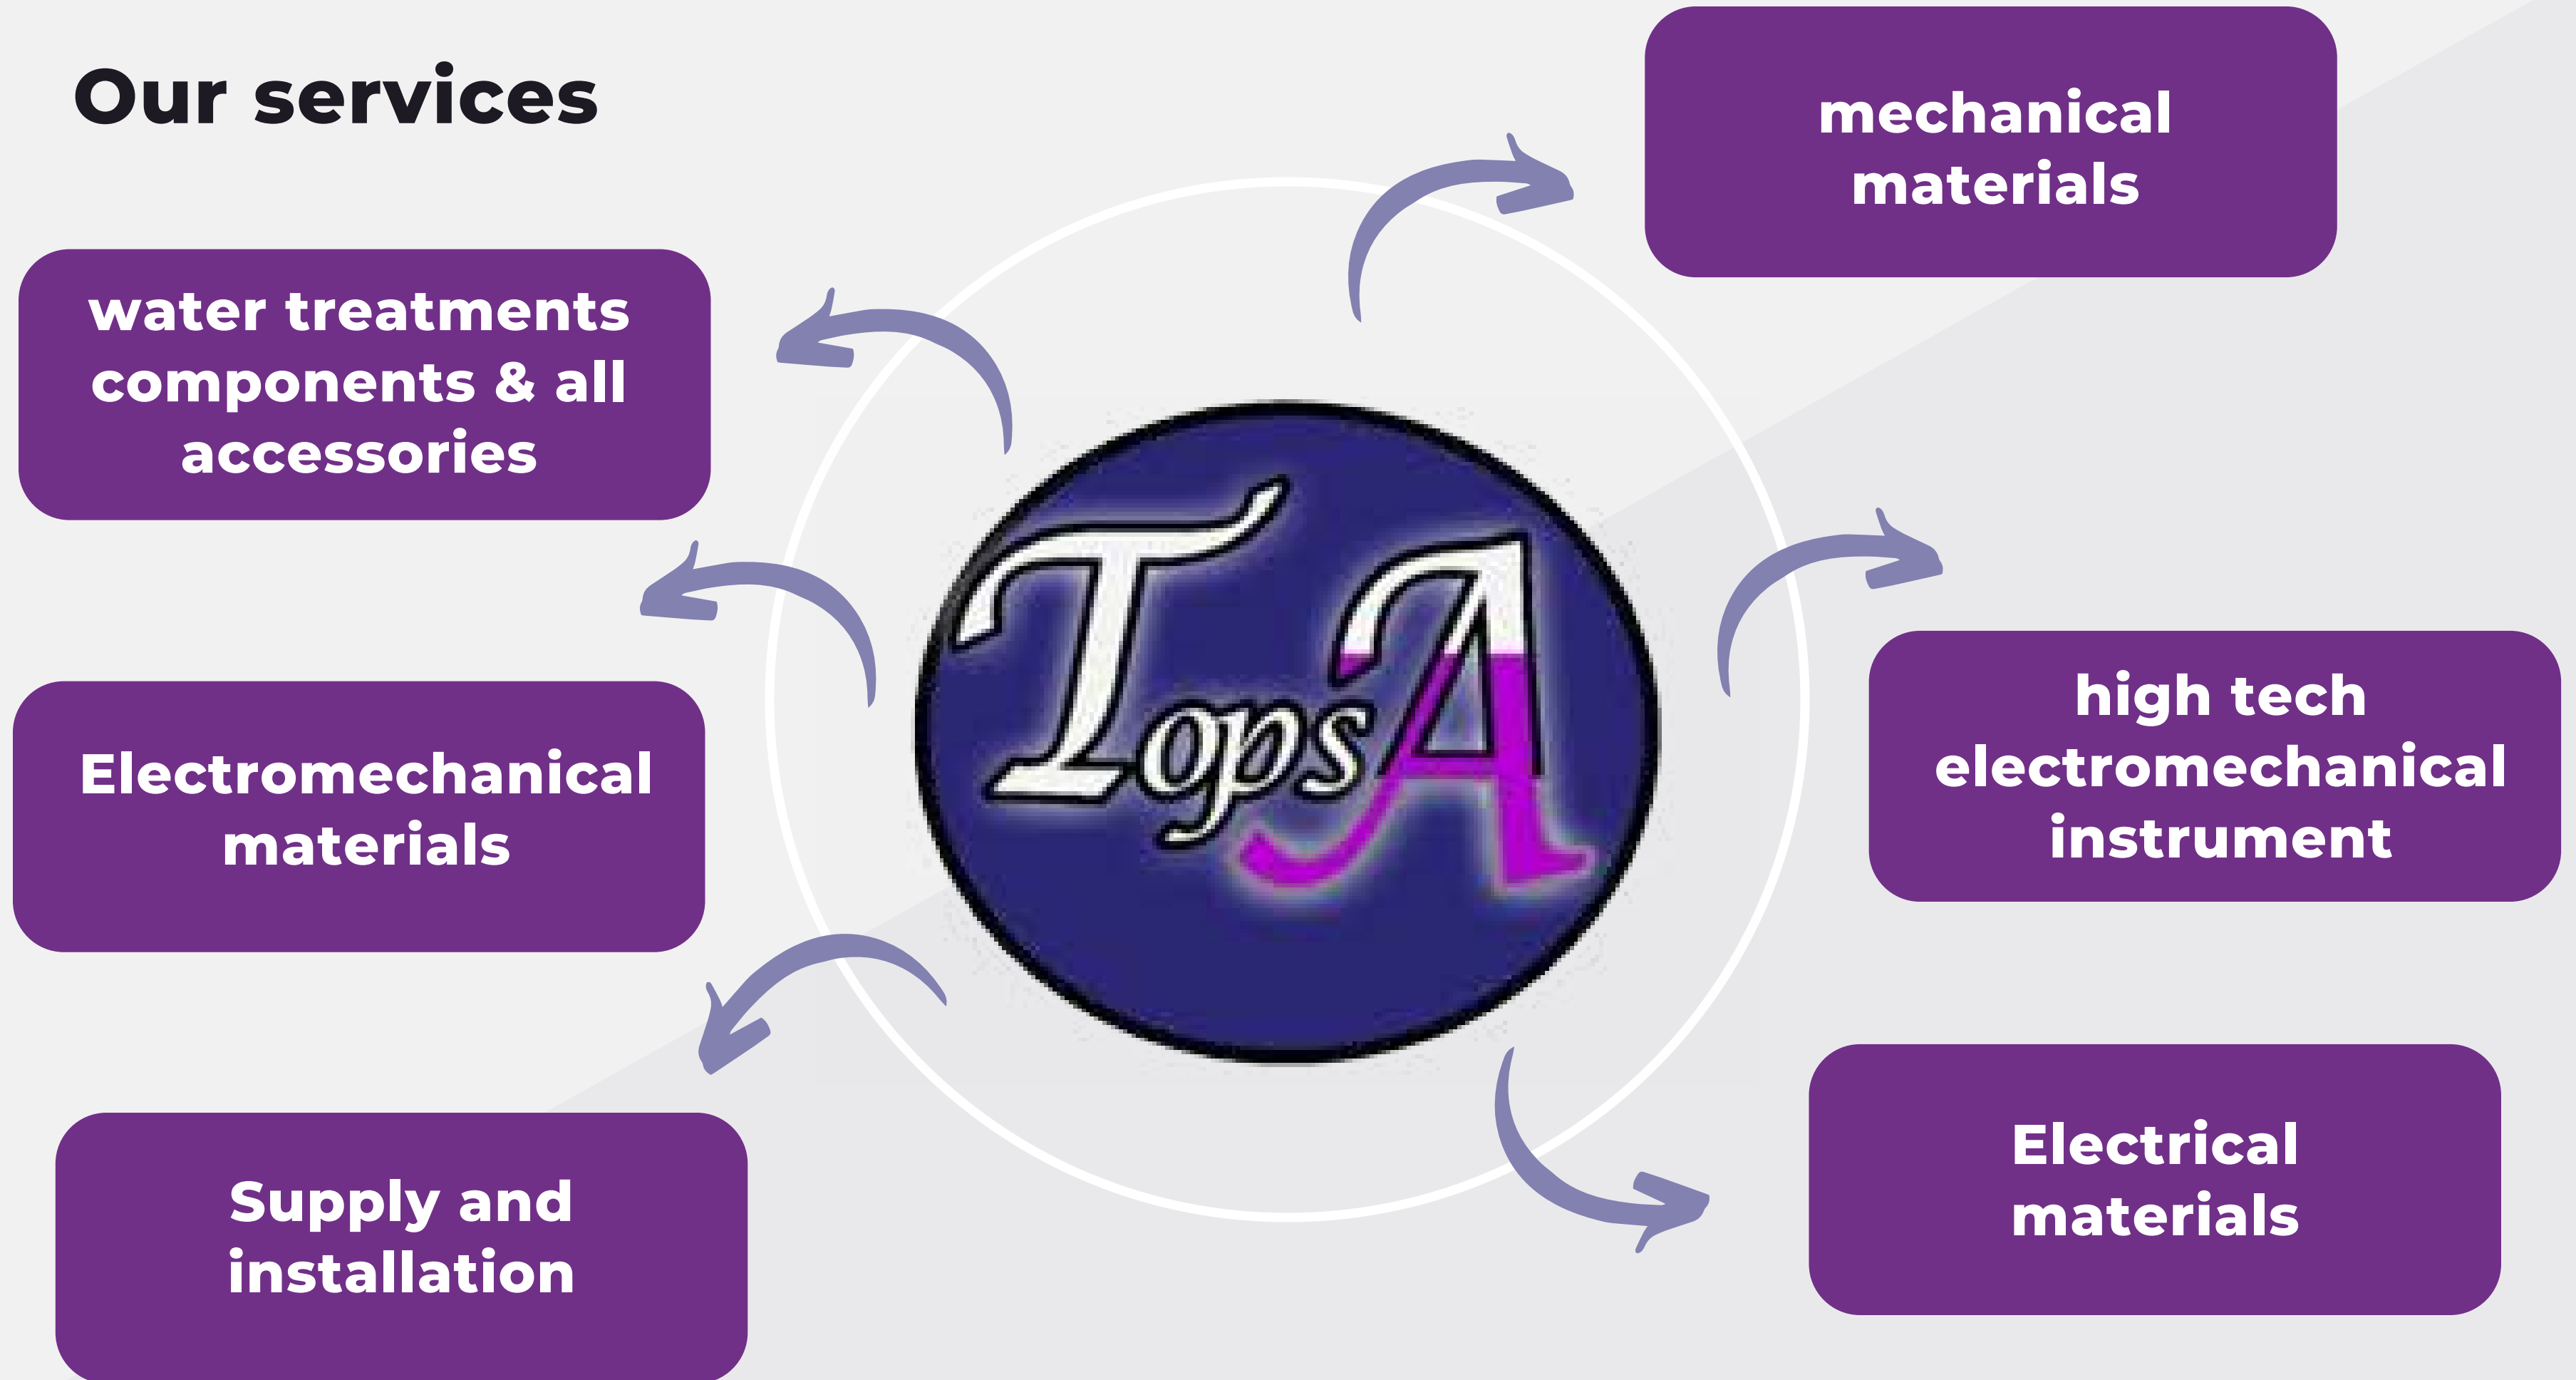 Our services
mechanical
materials
water treatments
components & all
accessories
TopsA
high tech
electromechanical
instrument
Electromechanical
materials
Electrical
materials
Supply and
installation